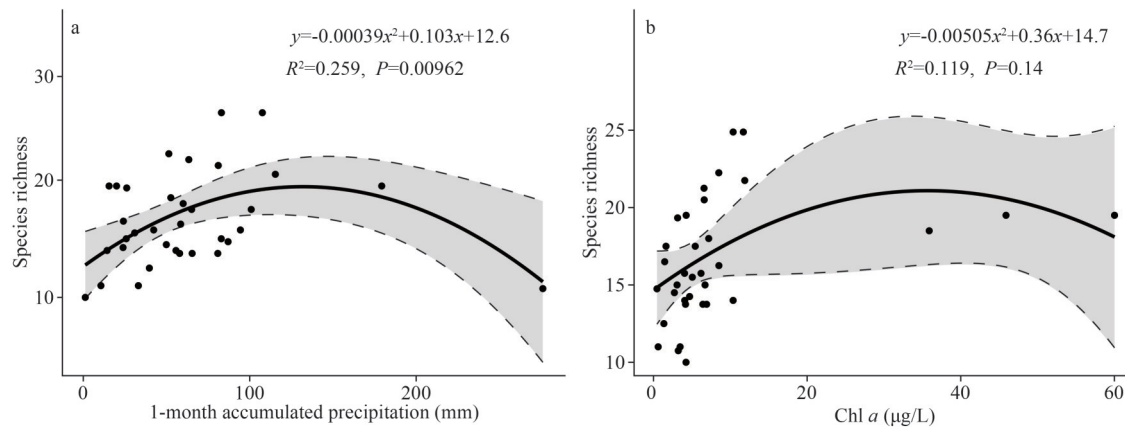 a
y=-0.00039x²+0.103x+12.6
R²=0.259, P=0.00962
30
20
10
Species richness
0
100
200
1-month accumulated precipitation (mm)
b
y=-0.00505x²+0.36x+14.7
R²=0.119, P=0.14
25
20
15
10
Species richness
0
20
40
60
Chl a (μg/L)